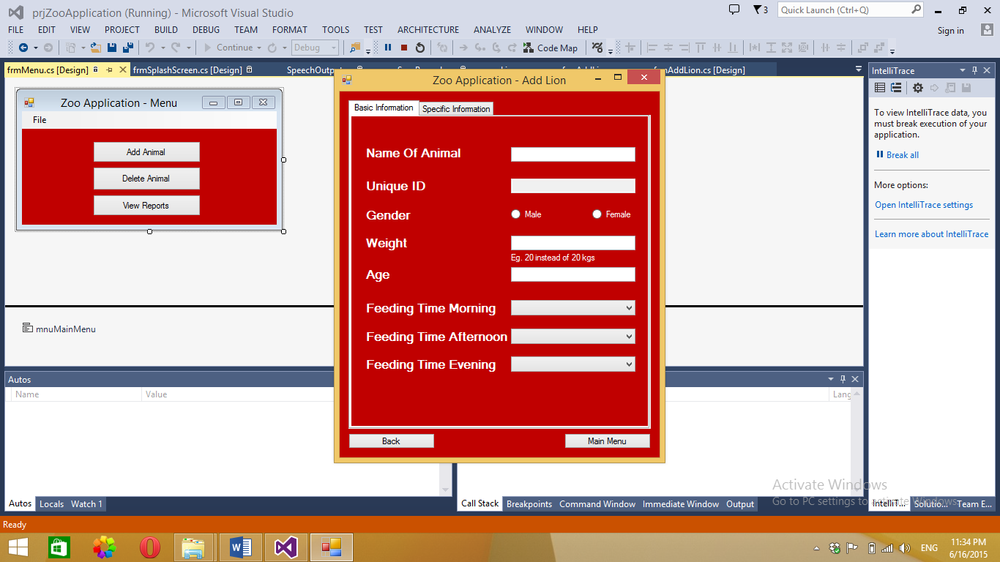 prjZooApplication (Running) - Microsoft Visual Studio
3
Quick Launch (Ctrl+Q)
FILE EDIT VIEW PROJECT BUILD DEBUG TEAM FORMAT TOOLS TEST ARCHITECTURE ANALYZE WINDOW HELP
Sign in
Continue Debug Code Map
frmMenu.cs [Design] frmSplashScreen.cs [Design]
Zoo Application - Menu
File
Add Animal
Delete Animal
View Reports
mnuMainMenu
Zoo Application - Add Lion
Basic Information Specific Information
Name Of Animal
Unique ID
Gender Male Female
Weight
Eg. 20 instead of 20 kgs
Age
Feeding Time Morning
Feeding Time Afternoon
Feeding Time Evening
Back Main Menu
IntelliTrace
To view IntelliTrace data, you
must break execution of your
application.
Break all
More options:
Open IntelliTrace settings
Learn more about IntelliTrace
Autos
Name Value
Lang
Autos Locals Watch 1
Call Stack Breakpoints Command Window Immediate Window Output
IntelliT... Solutio... Team E...
Activate Windows
Go to PC settings to activate Windows.
Ready
ENG
11:34 PM
6/16/2015